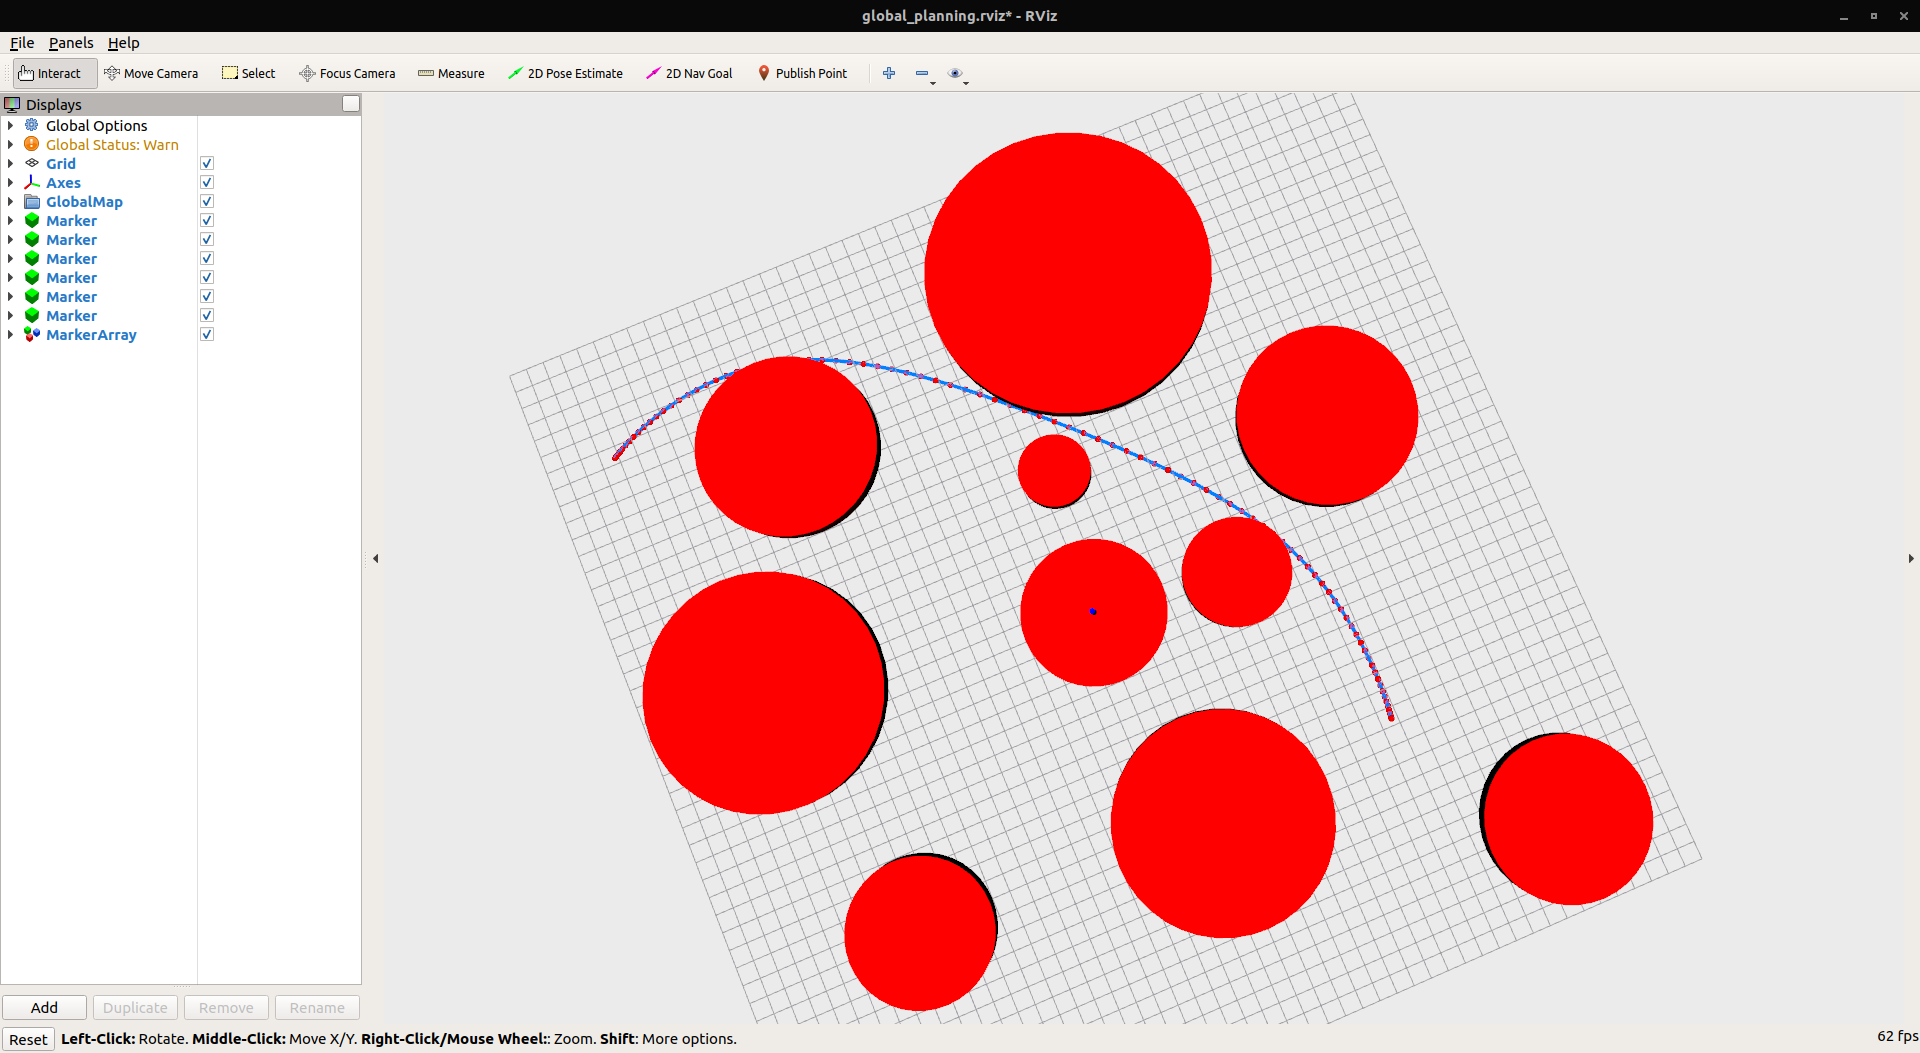 global_planning.rviz* - RViz
File Panels Help
Interact Move Camera Select Focus Camera Measure 2D Pose Estimate 2D Nav Goal Publish Point
Displays
Global Options
Global Status: Warn
Grid
Axes
GlobalMap
Marker
Marker
Marker
Marker
Marker
Marker
MarkerArray
Add Duplicate Remove Rename
Reset Left-Click: Rotate. Middle-Click: Move X/Y. Right-Click/Mouse Wheel:: Zoom. Shift: More options. 62 fps